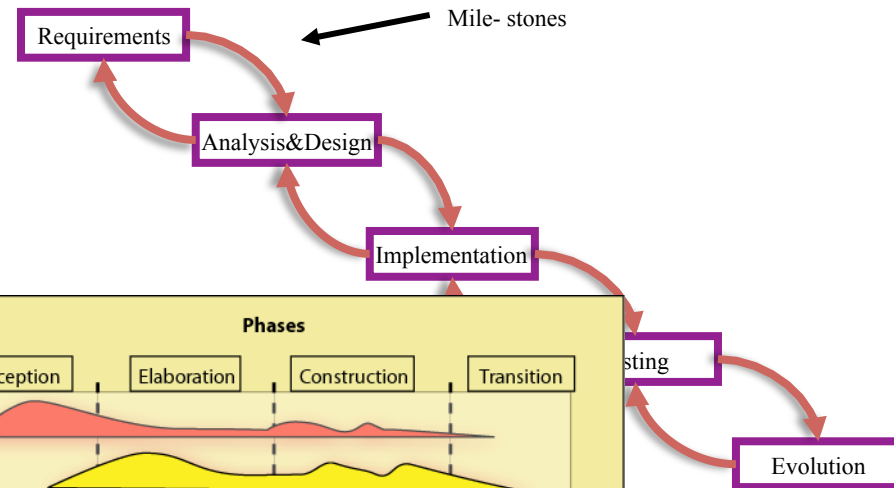 Requirements
Mile- stones
Analysis&Design
Implementation
Phases
ception
Elaboration
Construction
Transition
sting
Evolution